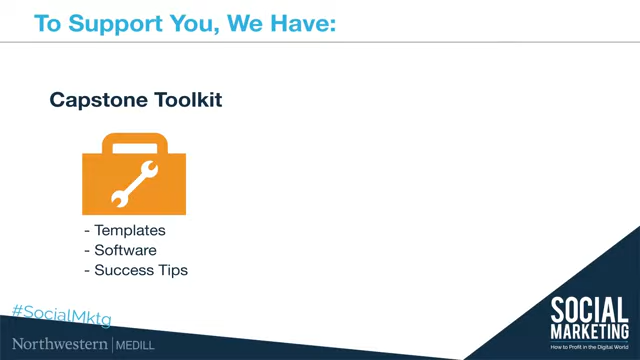 To Support You, We Have:
Capstone Toolkit
- Templates
- Software
- Success Tips
#SocialMktg
Northwestern | MEDILL
SOCIAL
MARKETING
How to Profit in the Digital World